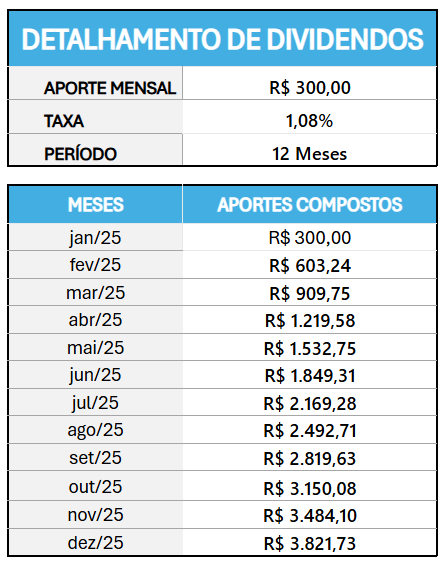 DETALHAMENTO DE DIVIDENDOS
APORTE MENSAL R$ 300,00
TAXA 1,08%
PERÍODO 12 Meses
MESES APORTES COMPOSTOS
jan/25 R$ 300,00
fev/25 R$ 603,24
mar/25 R$ 909,75
abr/25 R$ 1.219,58
mai/25 R$ 1.532,75
jun/25 R$ 1.849,31
jul/25 R$ 2.169,28
ago/25 R$ 2.492,71
set/25 R$ 2.819,63
out/25 R$ 3.150,08
nov/25 R$ 3.484,10
dez/25 R$ 3.821,73